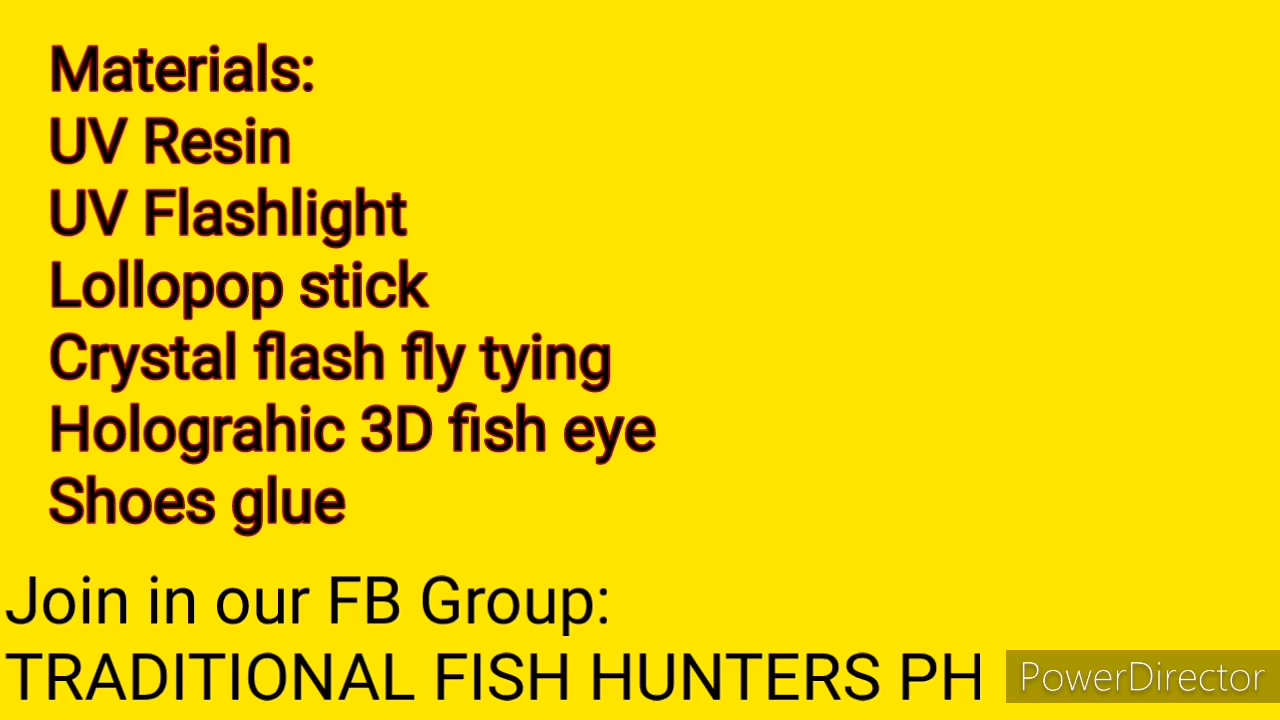 Materials:
UV Resin
UV Flashlight
Lollopop stick
Crystal flash fly tying
Holograhic 3D fish eye
Shoes glue
Join in our FB Group:
TRADITIONAL FISH HUNTERS PH
PowerDirector